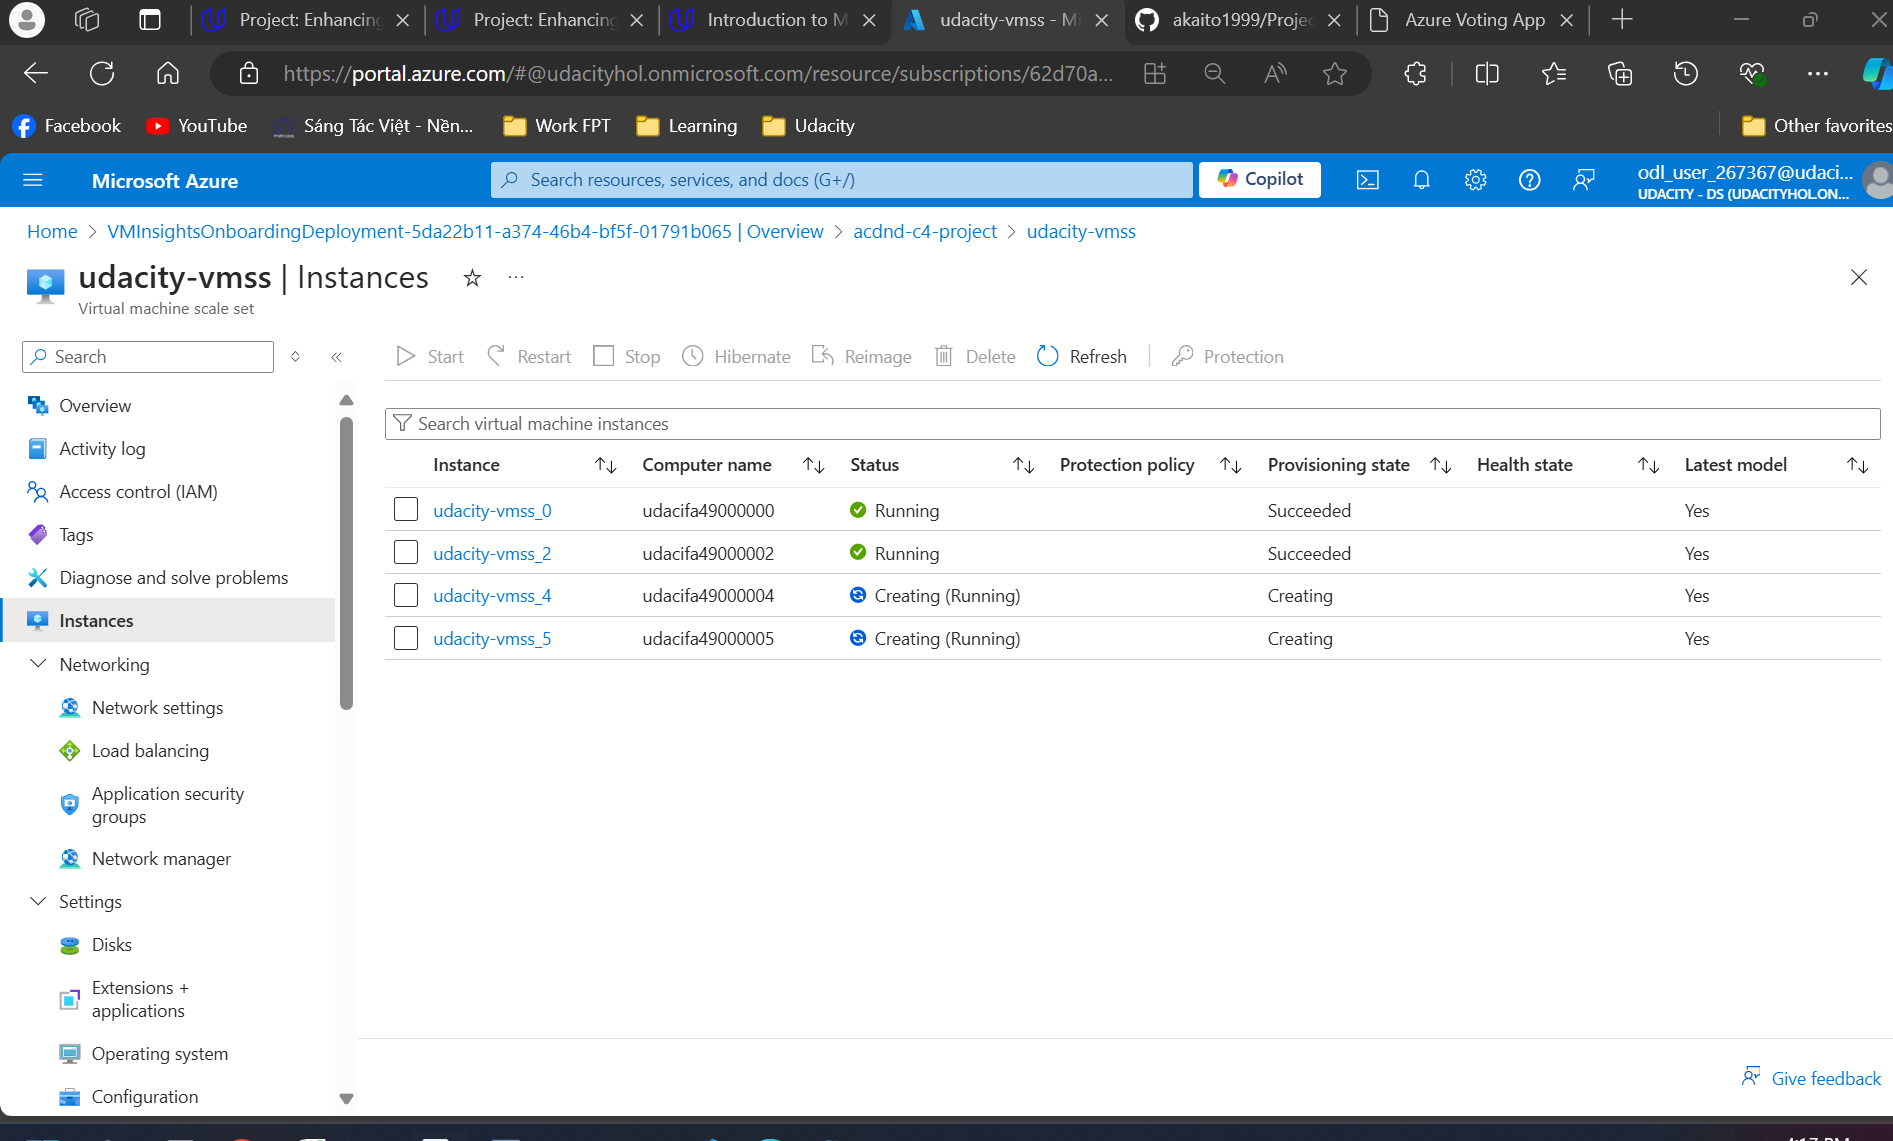 Project: Enhancing
Project: Enhancing
Introduction to M
udacity-vmss - Mi
akaito1999/Projec
Azure Voting App
https://portal.azure.com/#@udacityhol.onmicrosoft.com/resource/subscriptions/62d70a...
Facebook
YouTube
Sáng Tác Việt - Nền...
Work FPT
Learning
Udacity
Other favorites
Microsoft Azure
Search resources, services, and docs (G+/)
Copilot
odl_user_267367@udaci...
UDACITY - DS (UDACITYHOL.ON...
Home > VMInsightsOnboardingDeployment-5da22b11-a374-46b4-bf5f-01791b065 | Overview > acdnd-c4-project > udacity-vmss
udacity-vmss | Instances
Virtual machine scale set
Search
Start Restart Stop Hibernate Reimage Delete Refresh Protection
Overview
Activity log
Access control (IAM)
Tags
Diagnose and solve problems
Instances
Networking
Network settings
Load balancing
Application security
groups
Network manager
Settings
Disks
Extensions +
applications
Operating system
Configuration
Search virtual machine instances
Instance Computer name Status Protection policy Provisioning state Health state Latest model
udacity-vmss_0 udacifa49000000 Running Succeeded Yes
udacity-vmss_2 udacifa49000002 Running Succeeded Yes
udacity-vmss_4 udacifa49000004 Creating (Running) Creating Yes
udacity-vmss_5 udacifa49000005 Creating (Running) Creating Yes
Give feedback